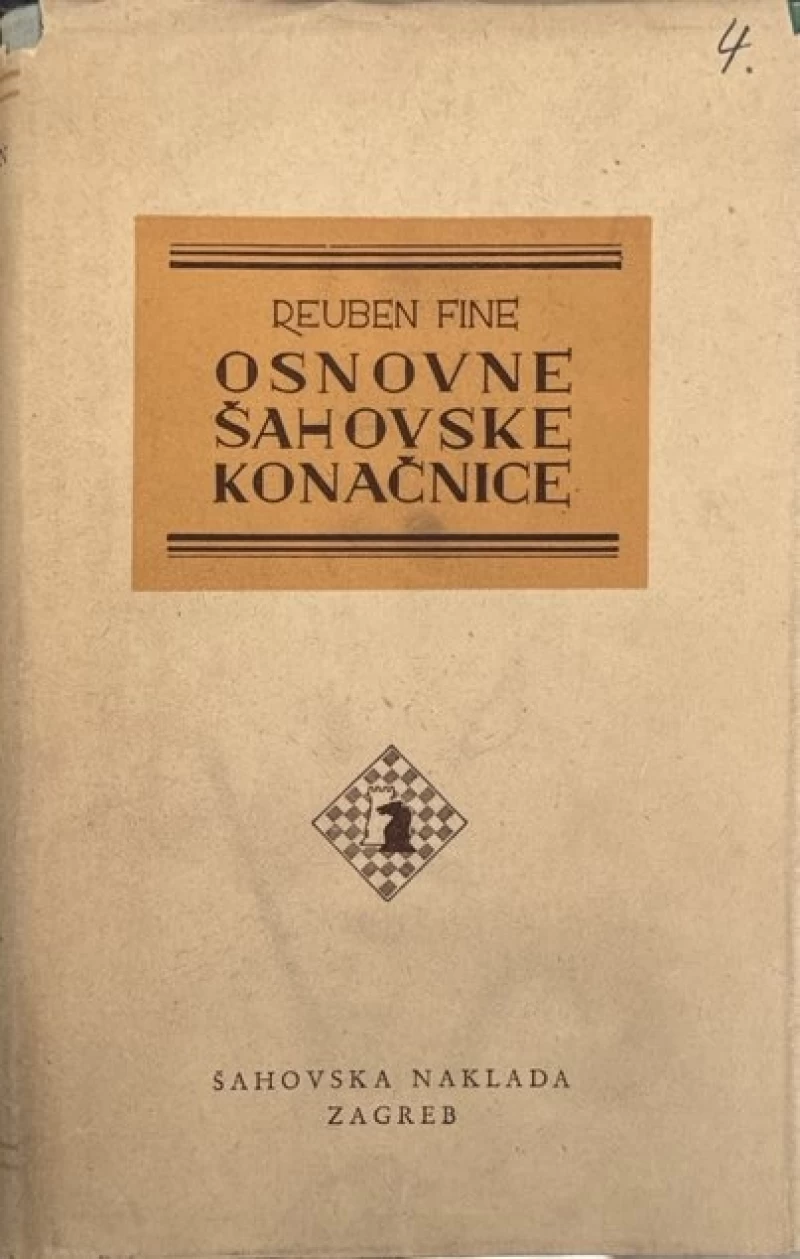 4.
REUBEN FINE
OSNOVNE
ŠAHOVSKE
KONAČNICE
ŠAHOVSKA NAKLADA
ZAGREB